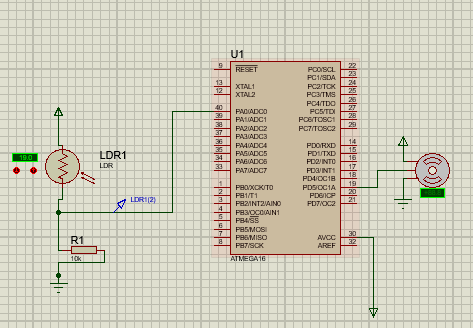 U1
9 RESET
13 XTAL1
12 XTAL2
40 PA0/ADC0
39 PA1/ADC1
38 PA2/ADC2
37 PA3/ADC3
36 PA4/ADC4
35 PA5/ADC5
34 PA6/ADC6
33 PA7/ADC7
1 PB0/XCK/T0
2 PB1/T1
3 PB2/INT2/AIN0
4 PB3/OC0/AIN1
5 PB4/SS
6 PB5/MOSI
7 PB6/MISO
8 PB7/SCK
PC0/SCL 22
PC1/SDA 23
PC2/TCK 24
PC3/TMS 25
PC4/TDO 26
PC5/TDI 27
PC6/TOSC1 28
PC7/TOSC2 29
PD0/RXD 14
PD1/TXD 15
PD2/INT0 16
PD3/INT1 17
PD4/OC1B 18
PD5/OC1A 19
PD6/ICP 20
PD7/OC2 21
AVCC 30
AREF 32
ATMEGA16
LDR1
LDR
19.0
LDR1(2)
R1
10k